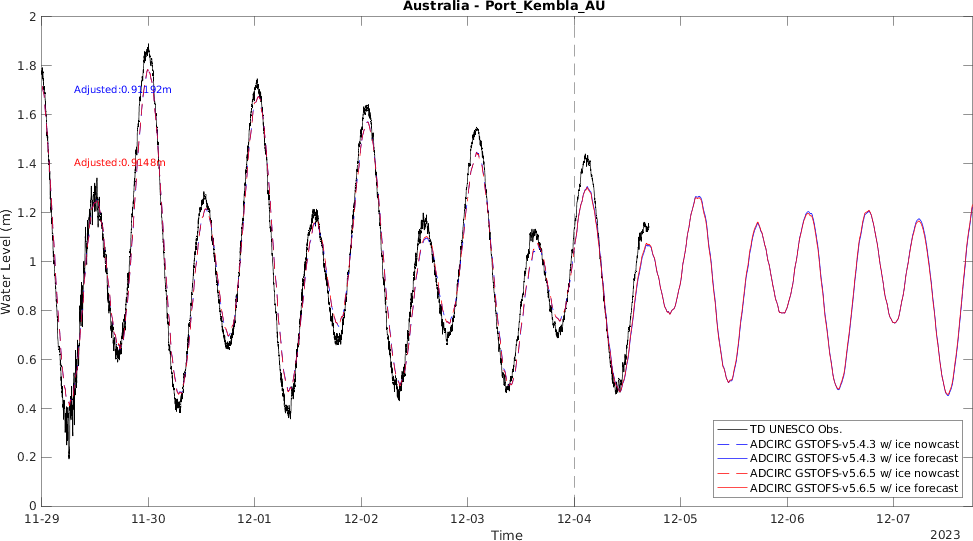 Australia - Port_Kembla_AU
2
1.8
1.6
1.4
1.2
1
0.8
0.6
0.4
0.2
0
Water Level (m)
Adjusted:0.91192m
Adjusted:0.9148m
TD UNESCO Obs.
ADCIRC GSTOFS-v5.4.3 w/ ice nowcast
ADCIRC GSTOFS-v5.4.3 w/ ice forecast
ADCIRC GSTOFS-v5.6.5 w/ ice nowcast
ADCIRC GSTOFS-v5.6.5 w/ ice forecast
11-29 11-30 12-01 12-02 12-03 12-04 12-05 12-06 12-07
Time
2023